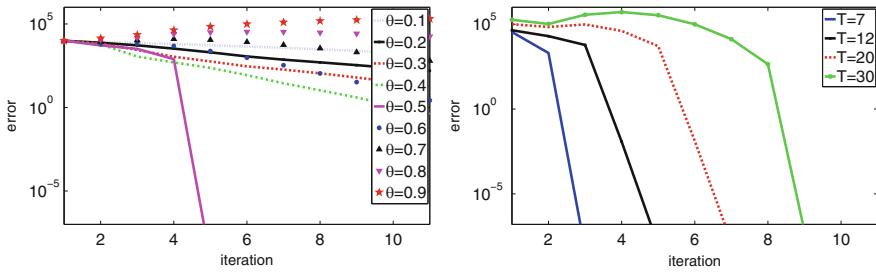 10^5
10^0
10^-5
error
2 4 6 8 10
iteration
θ=0.1
θ=0.2
θ=0.3
θ=0.4
θ=0.5
θ=0.6
θ=0.7
θ=0.8
θ=0.9
10^5
10^0
10^-5
error
2 4 6 8 10
iteration
T=7
T=12
T=20
T=30